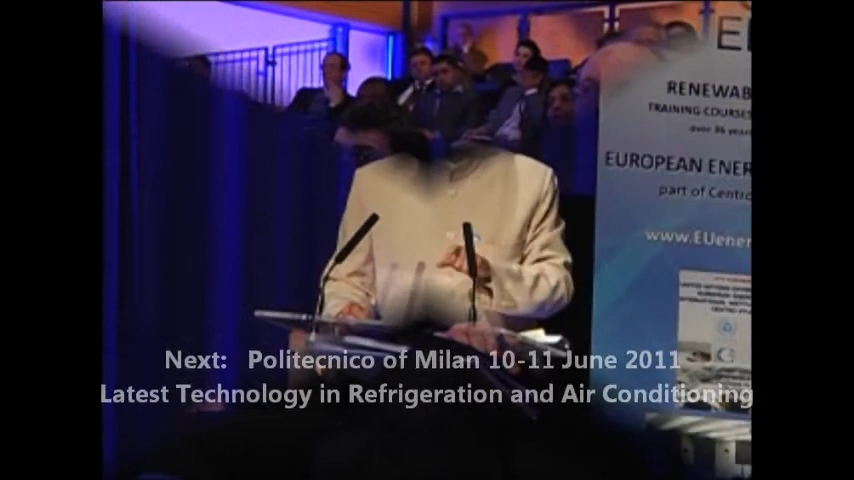 EU
RENEWAB
TRAINING COURSES
over 36 years
EUROPEAN ENER
part of Centro
www.EUener
Next: Politecnico of Milan 10-11 June 2011
Latest Technology in Refrigeration and Air Conditioning